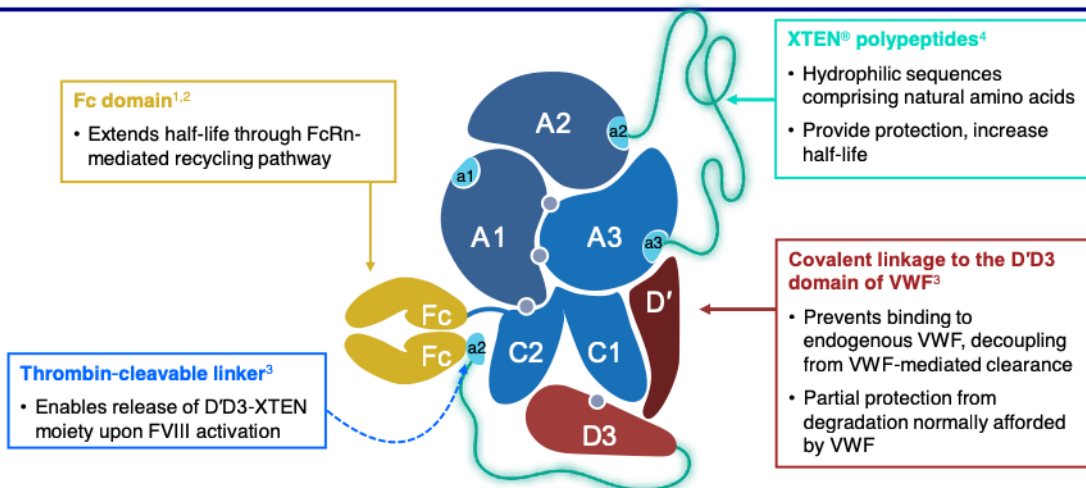 XTEN® polypeptides⁴
• Hydrophilic sequences
comprising natural amino acids
• Provide protection, increase
half-life
Fc domain¹,²
• Extends half-life through FcRn-
mediated recycling pathway
A2
a2
a1
A1
A3
a3
Covalent linkage to the D'D3
domain of VWF³
• Prevents binding to
endogenous VWF, decoupling
from VWF-mediated clearance
• Partial protection from
degradation normally afforded
by VWF
D'
Fc
Fc
a2
C2
C1
D3
Thrombin-cleavable linker³
• Enables release of D'D3-XTEN
moiety upon FVIII activation